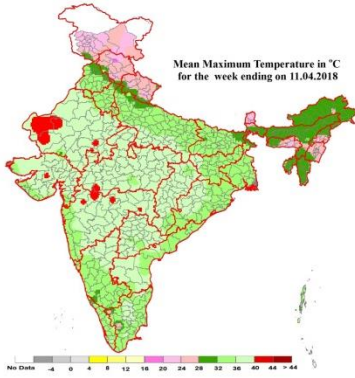 Mean Maximum Temperature in °C
for the week ending on 11.04.2018
No Data -4 0 4 8 12 16 20 24 28 32 36 40 44 > 44